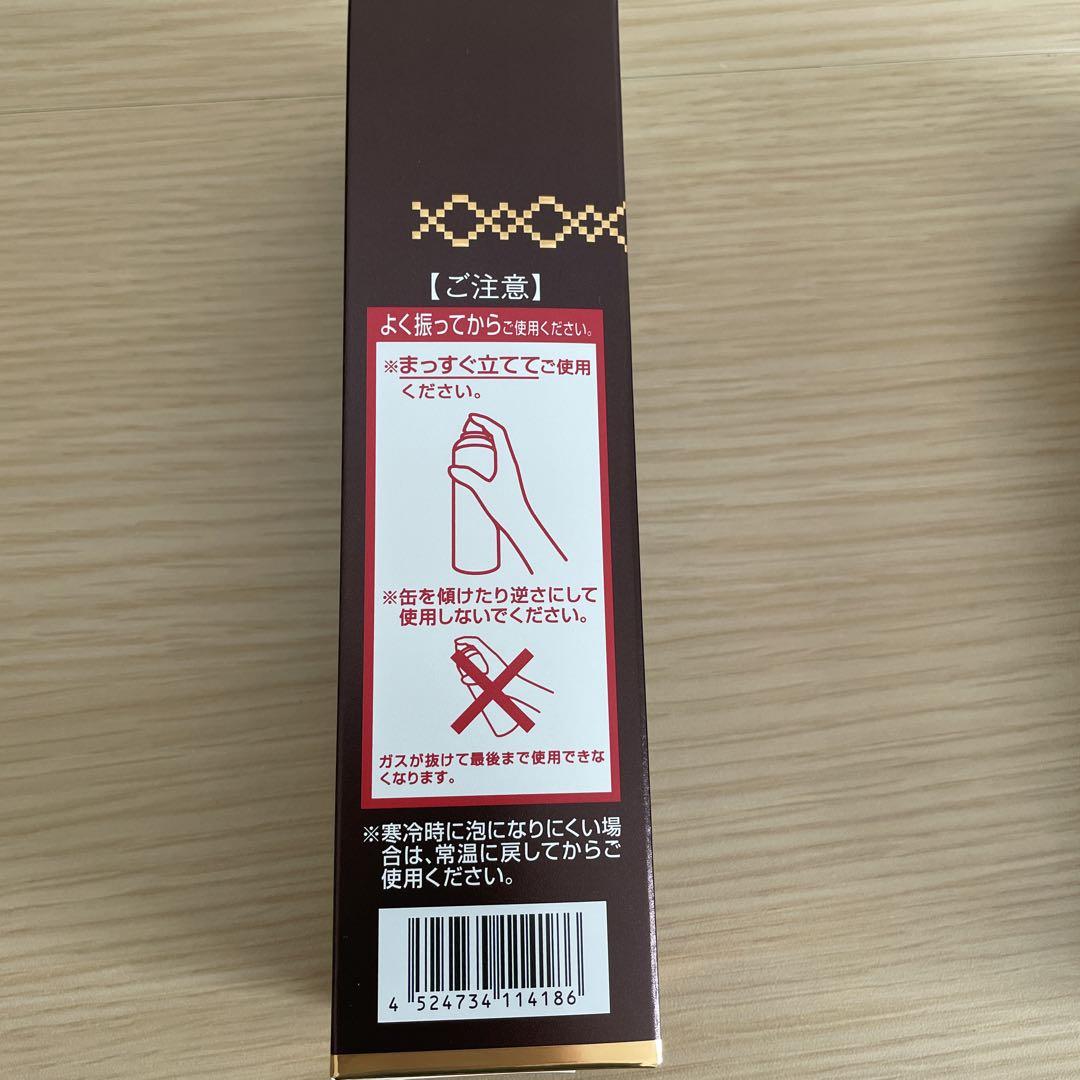 【ご注意】
よく振ってからご使用ください。
※まっすぐ立ててご使用
ください。
※缶を傾けたり逆さにして
使用しないでください。
ガスが抜けて最後まで使用できな
くなります。
※寒冷時に泡になりにくい場
合は、常温に戻してからご
使用ください。
4 524734 114186